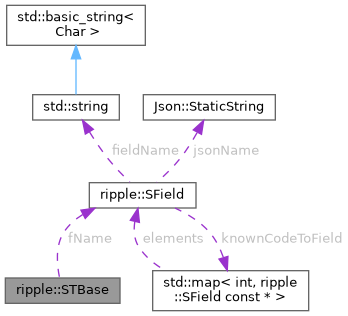 std::basic_string<
Char >
std::string
Json::StaticString
fieldName
jsonName
ripple::SField
fName
elements
knownCodeToField
ripple::STBase
std::map< int, ripple
::SField const * >